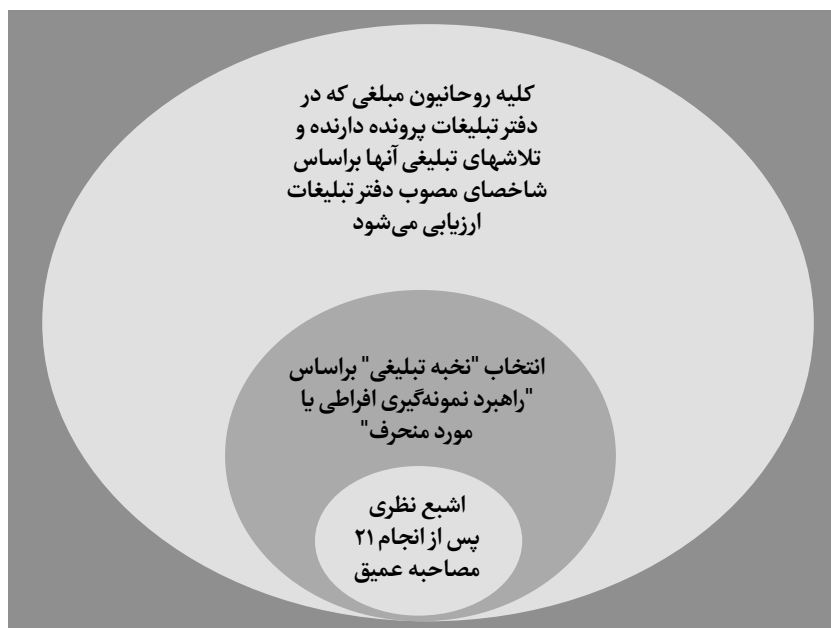 کلیه روحانیون مبلغی که در
دفتر تبلیغات پرونده دارنده و
تلاشهای تبلیغی آنها براساس
شاخصای مصوب دفتر تبلیغات
ارزیابی می‌شود
انتخاب "نخبه تبلیغی" براساس
"راهبرد نمونه‌گیری افراطی یا
مورد منحرف"
اشبع نظری
پس از انجام ۲۱
مصاحبه عمیق